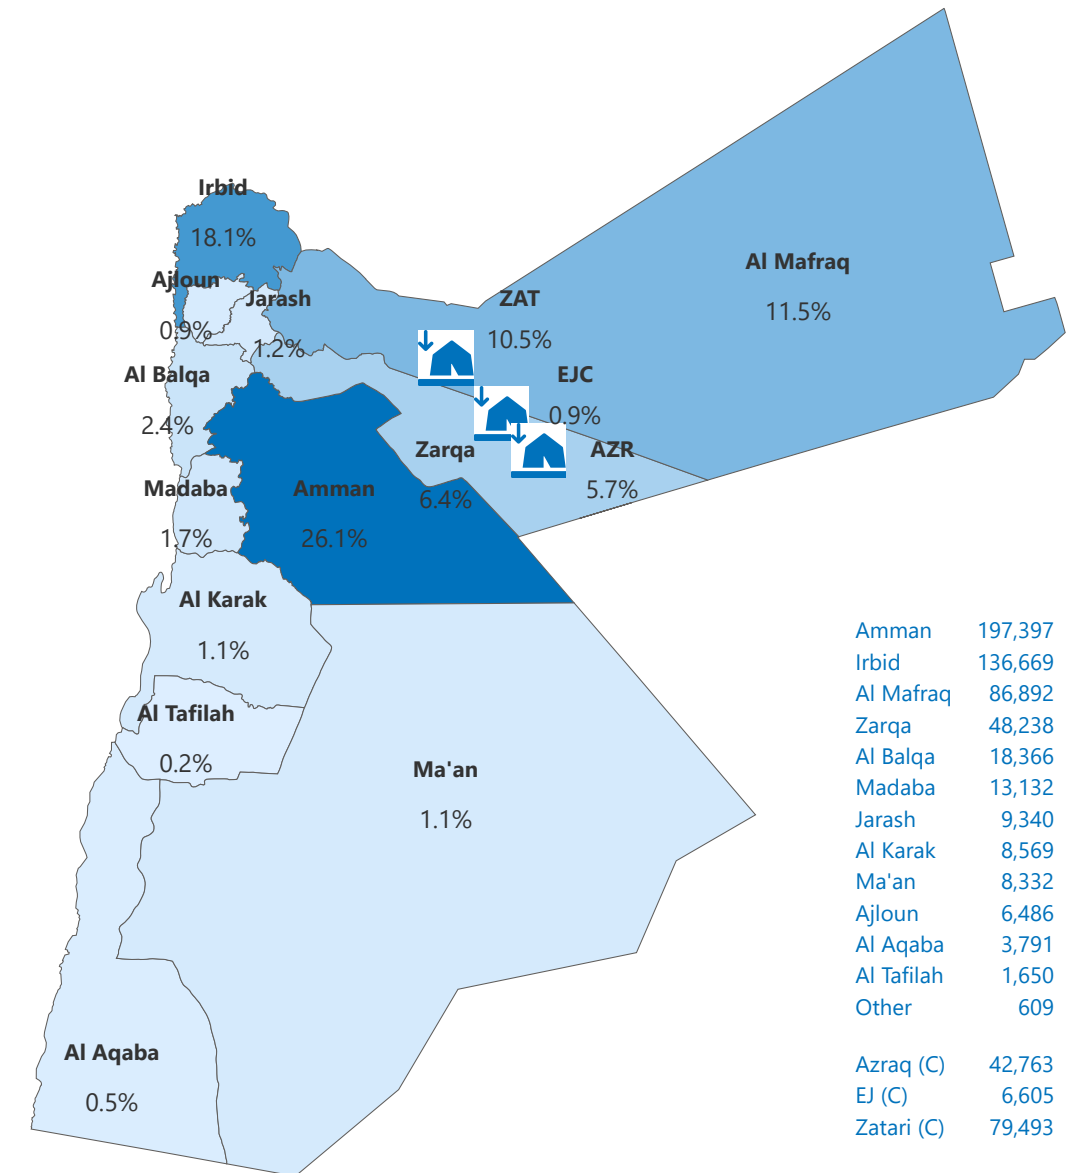 Irbid
18.1%
Al Mafraq
11.5%
Ajloun
0.9%
Jarash
1.2%
ZAT
10.5%
EJC
0.9%
Al Balqa
2.4%
Zarqa
6.4%
AZR
5.7%
Madaba
1.7%
Amman
26.1%
Al Karak
1.1%
Al Tafilah
0.2%
Ma'an
1.1%
Al Aqaba
0.5%
Amman 197,397
Irbid 136,669
Al Mafraq 86,892
Zarqa 48,238
Al Balqa 18,366
Madaba 13,132
Jarash 9,340
Al Karak 8,569
Ma'an 8,332
Ajloun 6,486
Al Aqaba 3,791
Al Tafilah 1,650
Other 609
Azraq (C) 42,763
EJ (C) 6,605
Zatari (C) 79,493